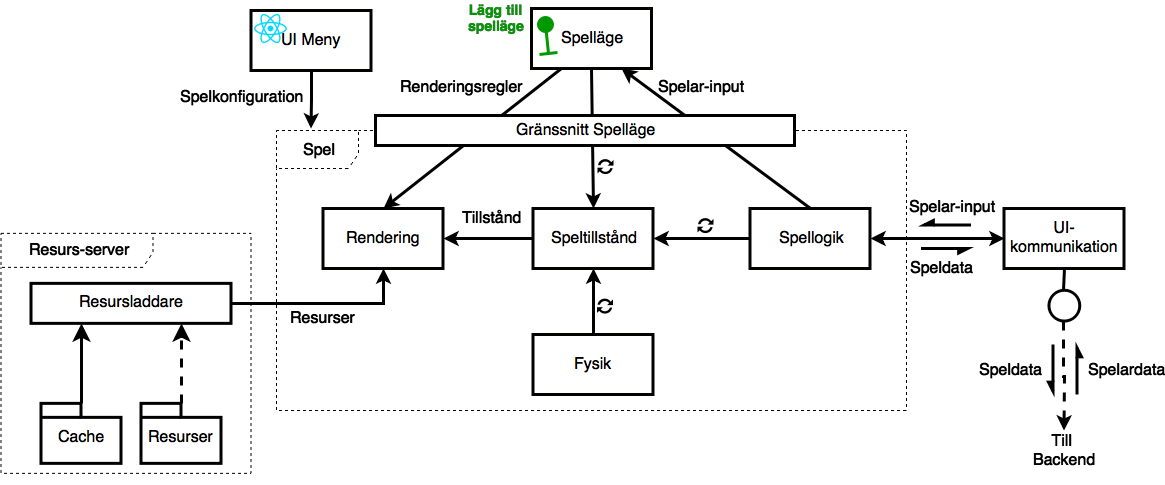 Lägg till
spelläge
UI Meny
Spelläge
Renderingsregler
Spelar-input
Spelkonfiguration
Gränssnitt Spelläge
Spel
Rendering
Tillstånd
Speltillstånd
Spellogik
Spelar-input
Speldata
UI-
kommunikation
Resurs-server
Resursladdare
Resurser
Fysik
Cache
Resurser
Speldata
Spelardata
Till
Backend